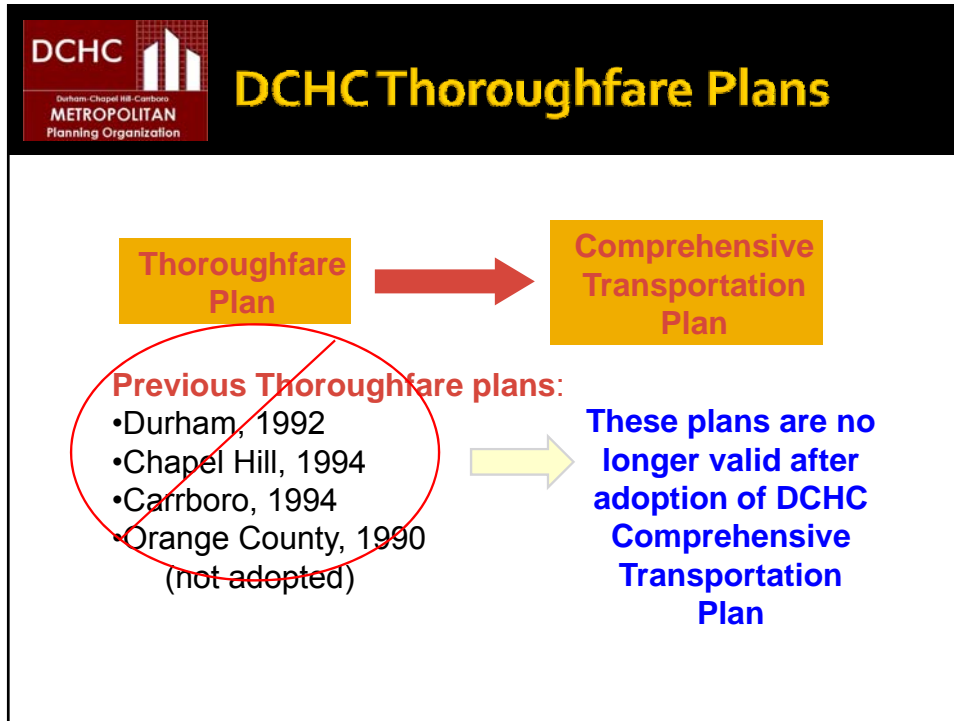 DCHC
Durham-Chapel Hill-Carrboro
METROPOLITAN
Planning Organization
DCHC Thoroughfare Plans
Thoroughfare
Plan
Comprehensive
Transportation
Plan
Previous Thoroughfare plans:
•Durham, 1992
•Chapel Hill, 1994
•Carrboro, 1994
•Orange County, 1990
(not adopted)
These plans are no
longer valid after
adoption of DCHC
Comprehensive
Transportation
Plan